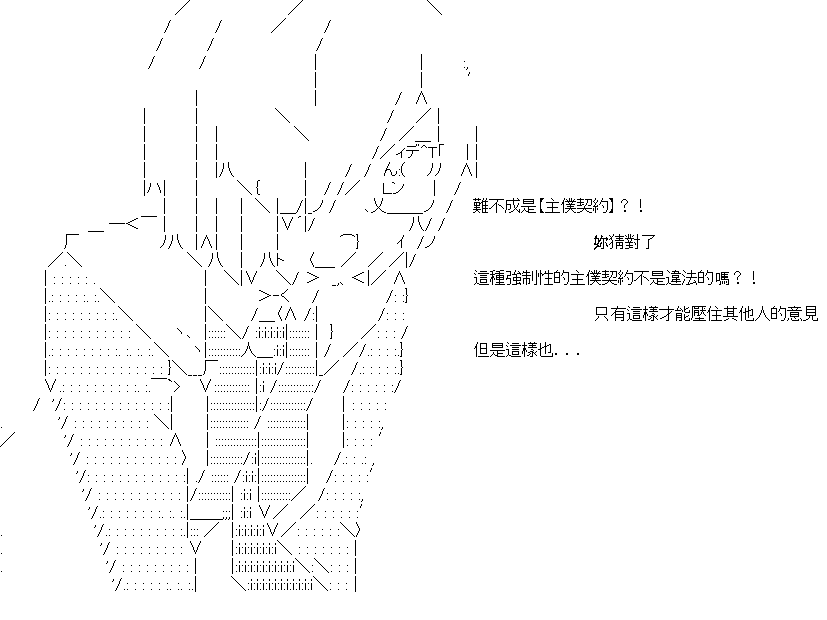 難不成是【主僕契約】？！
妳猜對了
這種強制性的主僕契約不是違法的嗎？！
只有這樣才能壓住其他人的意見
但是這樣也...